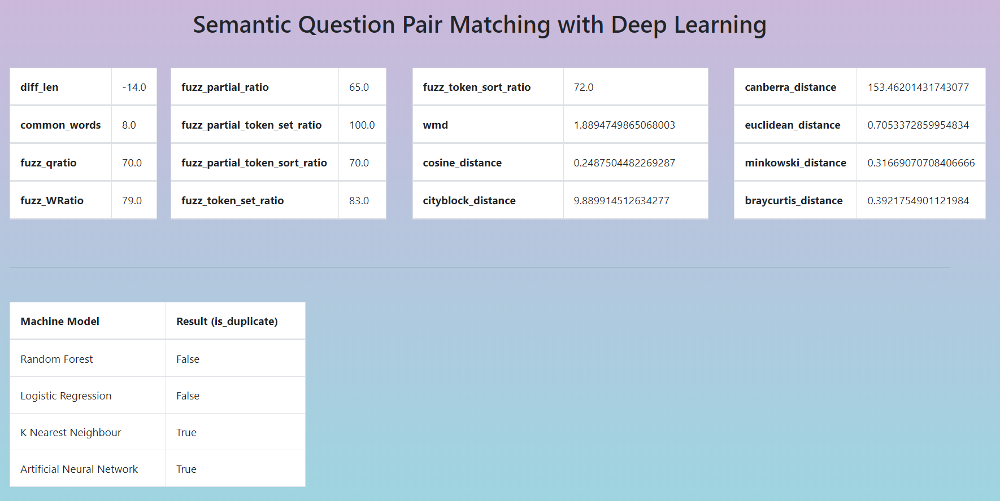 Semantic Question Pair Matching with Deep Learning
diff_len -14.0
common_words 8.0
fuzz_qratio 70.0
fuzz_WRatio 79.0
fuzz_partial_ratio 65.0
fuzz_partial_token_set_ratio 100.0
fuzz_partial_token_sort_ratio 70.0
fuzz_token_set_ratio 83.0
fuzz_token_sort_ratio 72.0
wmd 1.8894749865068003
cosine_distance 0.2487504482269287
cityblock_distance 9.889914512634277
canberra_distance 153.46201431743077
euclidean_distance 0.7053372859954834
minkowski_distance 0.31669070708406666
braycurtis_distance 0.3921754901121984
Machine Model Result (is_duplicate)
Random Forest False
Logistic Regression False
K Nearest Neighbour True
Artificial Neural Network True